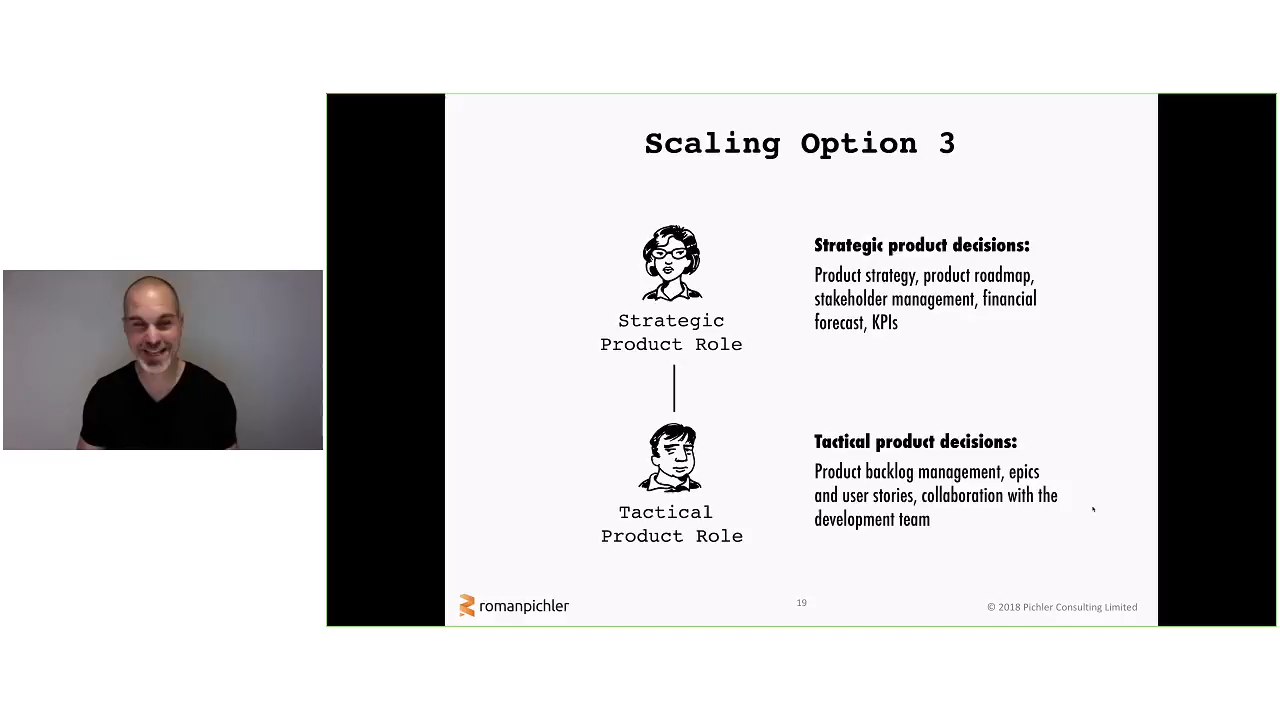 Scaling Option 3
Strategic
Product Role
Strategic product decisions:
Product strategy, product roadmap,
stakeholder management, financial
forecast, KPIs
Tactical
Product Role
Tactical product decisions:
Product backlog management, epics
and user stories, collaboration with the
development team
romanpichler
19
© 2018 Pichler Consulting Limited